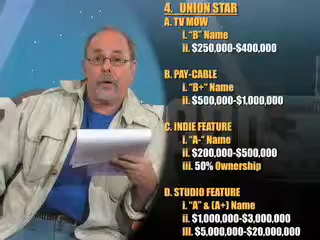 4. UNION STAR
A. TV MOW
i. "B" Name
ii. $250,000-$400,000
B. PAY-CABLE
i. "B+" Name
ii. $500,000-$1,000,000
C. INDIE FEATURE
i. "A-" Name
ii. $200,000-$500,000
iii. 50% Ownership
D. STUDIO FEATURE
i. "A" & (A+) Name
ii. $1,000,000-$3,000,000
III. $5,000,000-$20,000,000